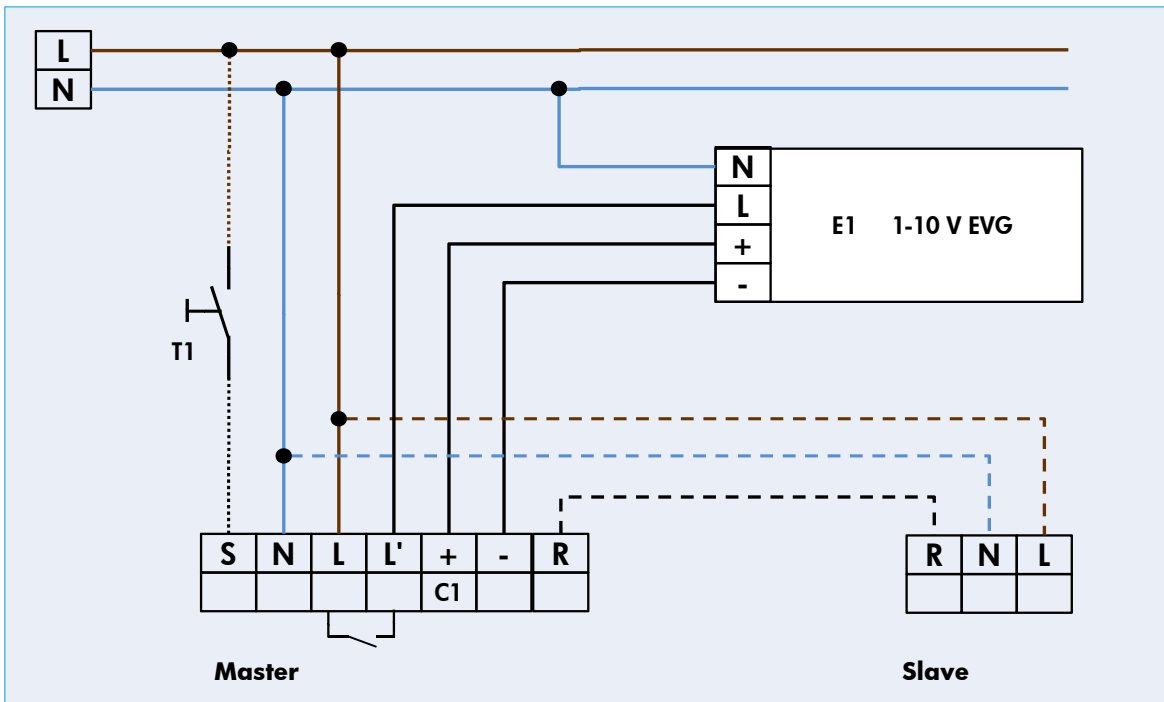 L
N
N
L
E1 1-10 V EVG
+
-
T1
S N L L' + - R
C1
R N L
Master
Slave